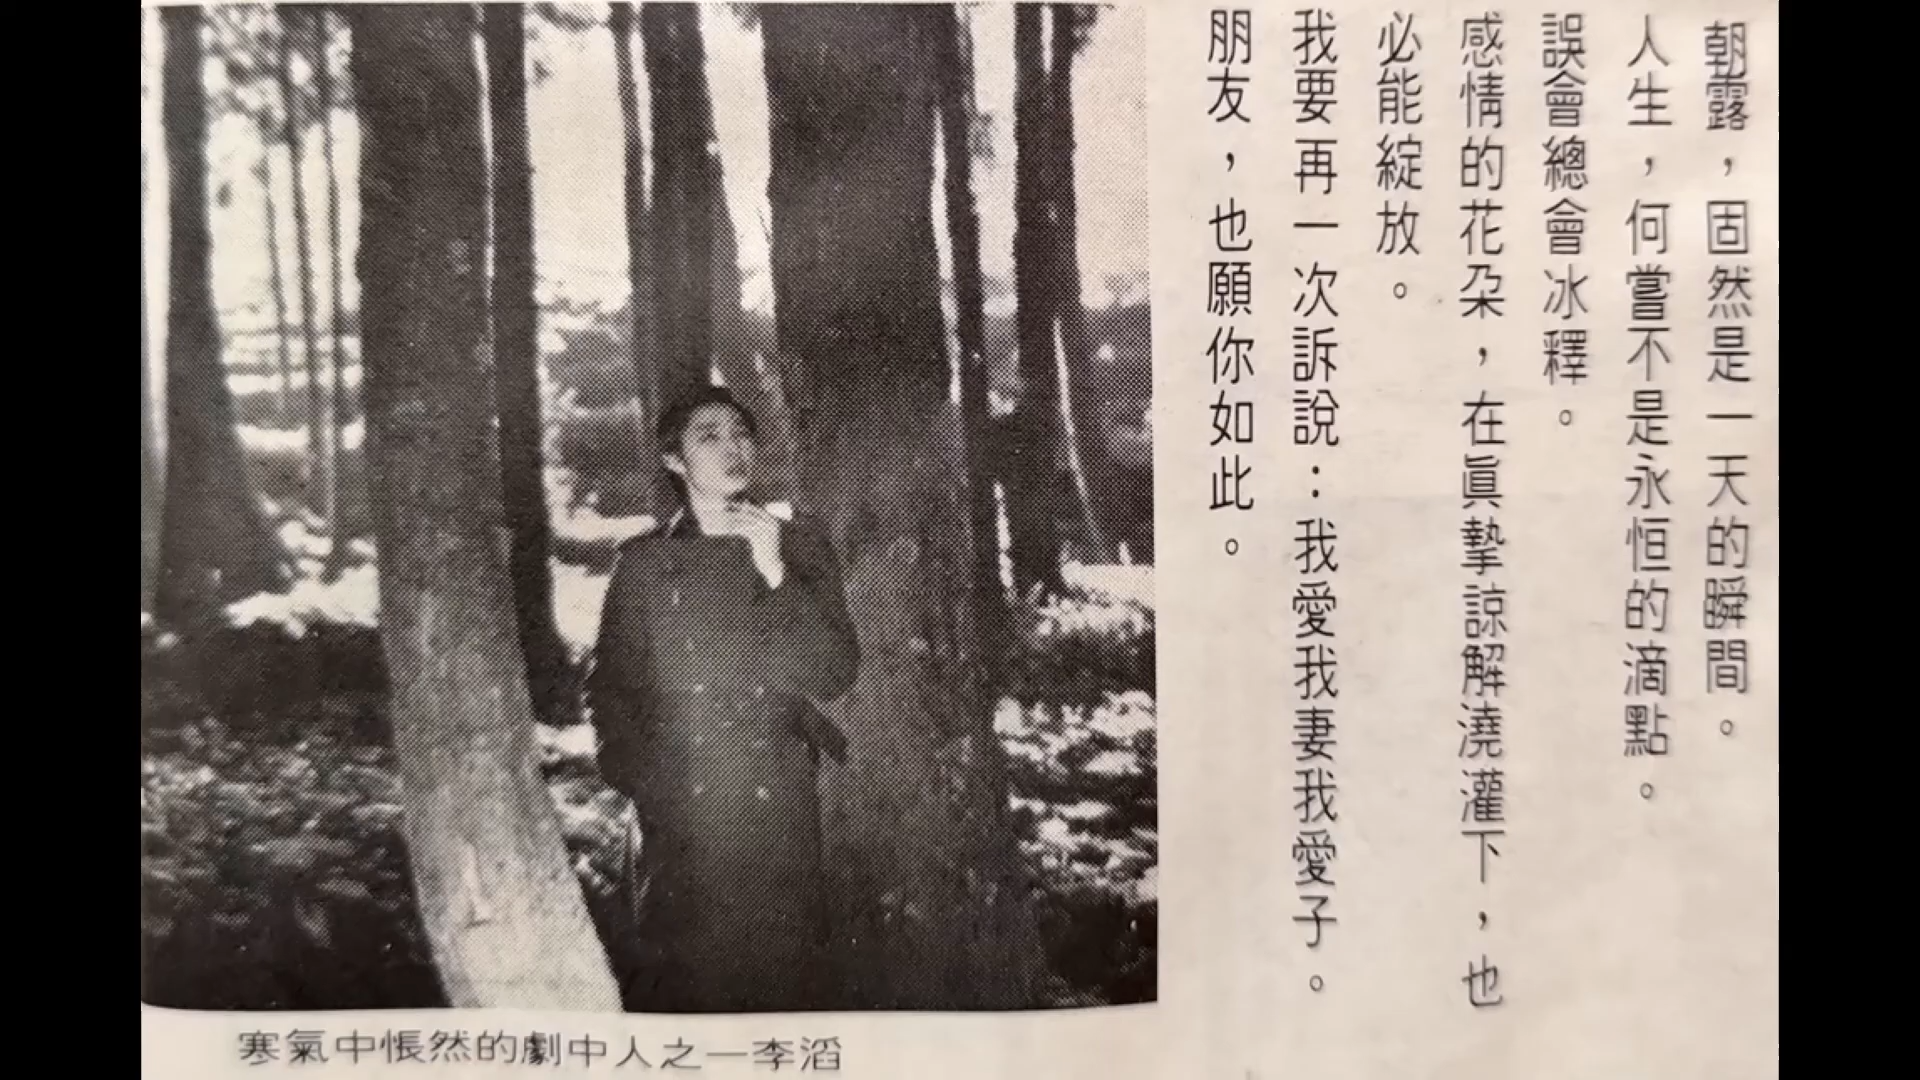 朝露，固然是一天的瞬間。
人生，何嘗不是永恒的滴點。
誤會總會冰釋。
感情的花朵，在眞摯諒解澆灌下，也
必能綻放。
我要再一次訴說：我愛我妻我愛子。
朋友，也願你如此。
寒氣中悵然的劇中人之一李滔